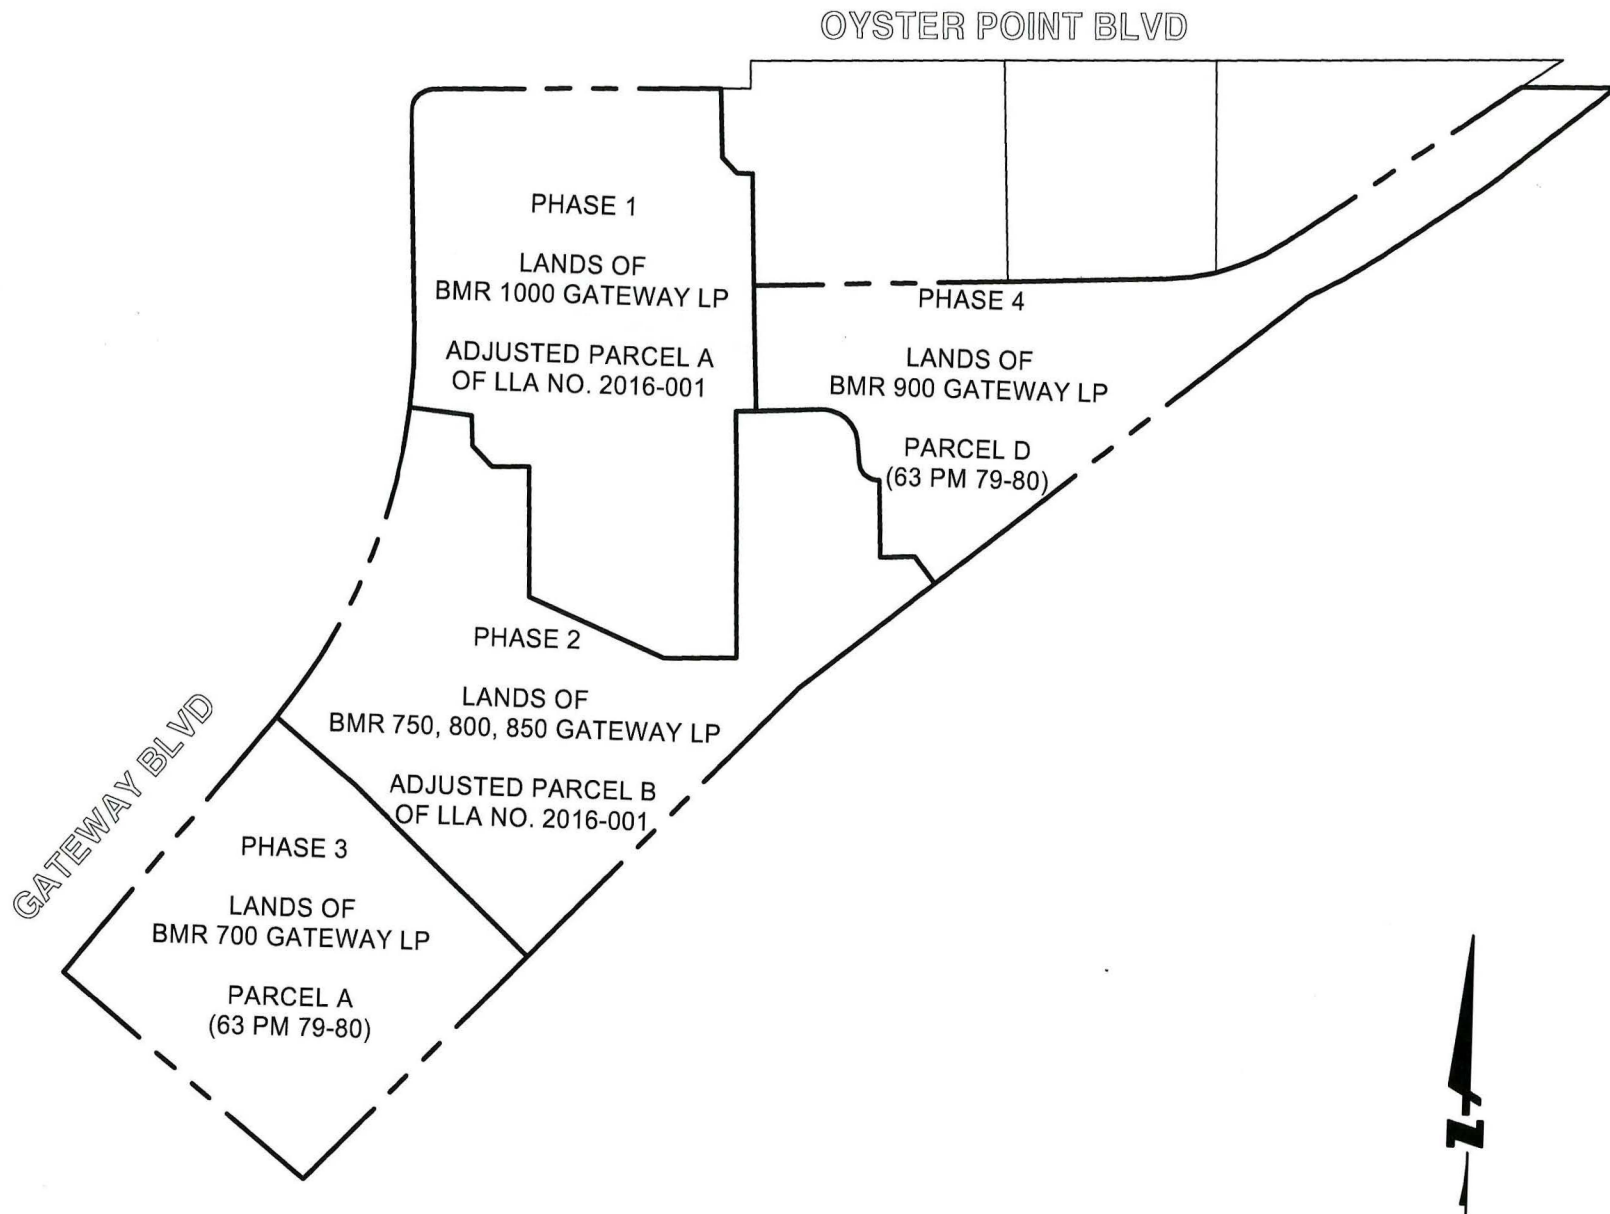 OYSTER POINT BLVD
PHASE 1
LANDS OF
BMR 1000 GATEWAY LP
ADJUSTED PARCEL A
OF LLA NO. 2016-001
PHASE 4
LANDS OF
BMR 900 GATEWAY LP
PARCEL D
(63 PM 79-80)
PHASE 2
LANDS OF
BMR 750, 800, 850 GATEWAY LP
ADJUSTED PARCEL B
OF LLA NO. 2016-001
GATEWAY BLVD
PHASE 3
LANDS OF
BMR 700 GATEWAY LP
PARCEL A
(63 PM 79-80)
N